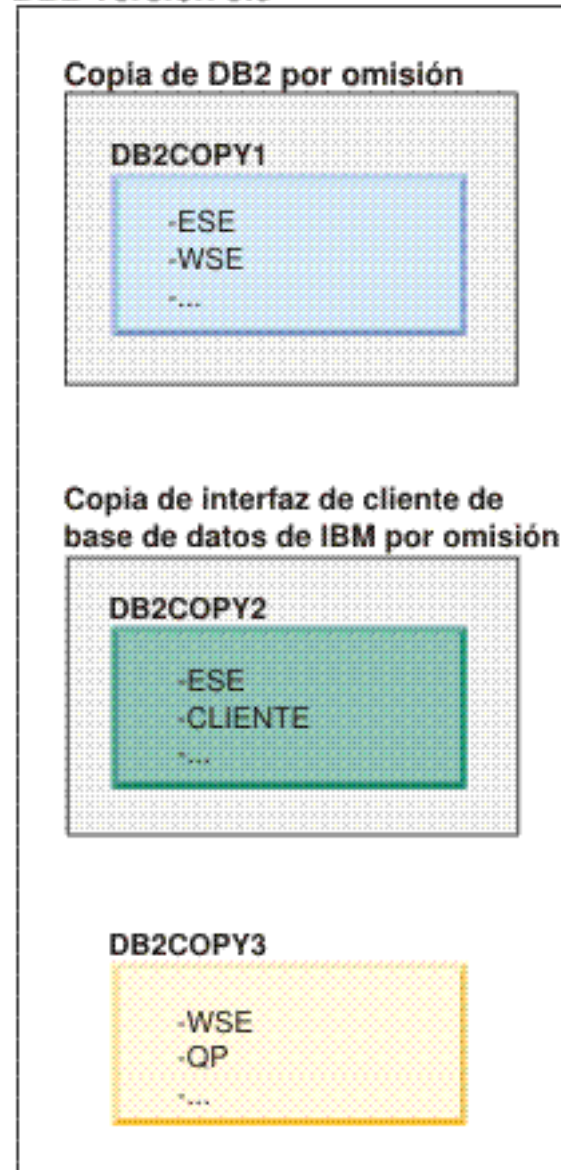 Copia de DB2 por omisión
DB2COPY1
-ESE
-WSE
-...
Copia de interfaz de cliente de
base de datos de IBM por omisión
DB2COPY2
-ESE
-CLIENTE
-...
DB2COPY3
-WSE
-QP
-...